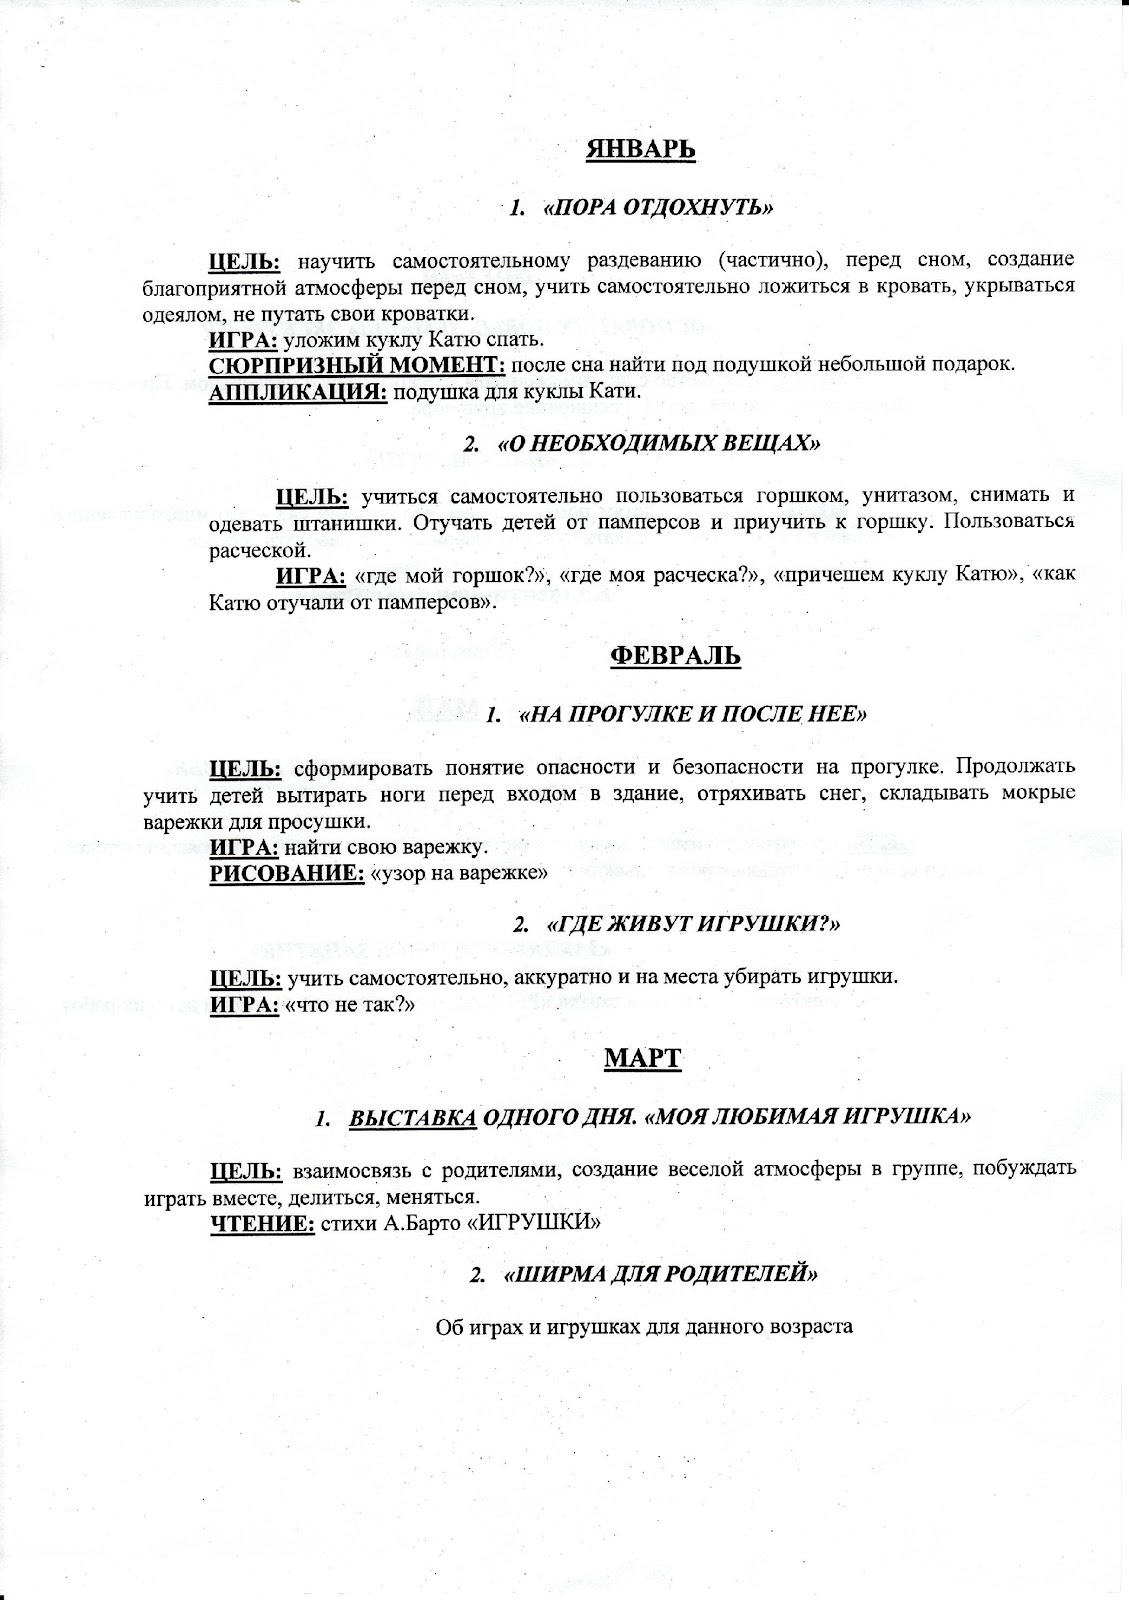 ЯНВАРЬ
1. «ПОРА ОТДОХНУТЬ»
ЦЕЛЬ: научить самостоятельному раздеванию (частично), перед сном, создание
благоприятной атмосферы перед сном, учить самостоятельно ложиться в кровать, укрываться
одеялом, не путать свои кроватки.
ИГРА: уложим куклу Катю спать.
СЮРПРИЗНЫЙ МОМЕНТ: после сна найти под подушкой небольшой подарок.
АППЛИКАЦИЯ: подушка для куклы Кати.
2. «О НЕОБХОДИМЫХ ВЕЩАХ»
ЦЕЛЬ: учиться самостоятельно пользоваться горшком, унитазом, снимать и
одевать штанишки. Отучать детей от памперсов и приучить к горшку. Пользоваться
расческой.
ИГРА: «где мой горшок?», «где моя расческа?», «причешем куклу Катю», «как
Катю отучали от памперсов».
ФЕВРАЛЬ
1. «НА ПРОГУЛКЕ И ПОСЛЕ НЕЕ»
ЦЕЛЬ: сформировать понятие опасности и безопасности на прогулке. Продолжать
учить детей вытирать ноги перед входом в здание, отряхивать снег, складывать мокрые
варежки для просушки.
ИГРА: найти свою варежку.
РИСОВАНИЕ: «узор на варежке»
2. «ГДЕ ЖИВУТ ИГРУШКИ?»
ЦЕЛЬ: учить самостоятельно, аккуратно и на места убирать игрушки.
ИГРА: «что не так?»
МАРТ
1. ВЫСТАВКА ОДНОГО ДНЯ. «МОЯ ЛЮБИМАЯ ИГРУШКА»
ЦЕЛЬ: взаимосвязь с родителями, создание веселой атмосферы в группе, побуждать
играть вместе, делиться, меняться.
ЧТЕНИЕ: стихи А.Барто «ИГРУШКИ»
2. «ШИРМА ДЛЯ РОДИТЕЛЕЙ»
Об играх и игрушках для данного возраста